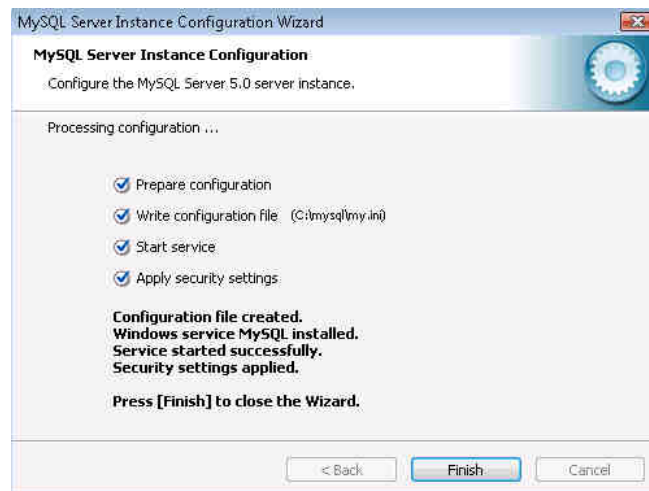 MySQL Server Instance Configuration Wizard
MySQL Server Instance Configuration
Configure the MySQL Server 5.0 server instance.
Processing configuration ...
Prepare configuration
Write configuration file (C:\mysql\my.ini)
Start service
Apply security settings
Configuration file created.
Windows service MySQL installed.
Service started successfully.
Security settings applied.
Press [Finish] to close the Wizard.
< Back Finish Cancel